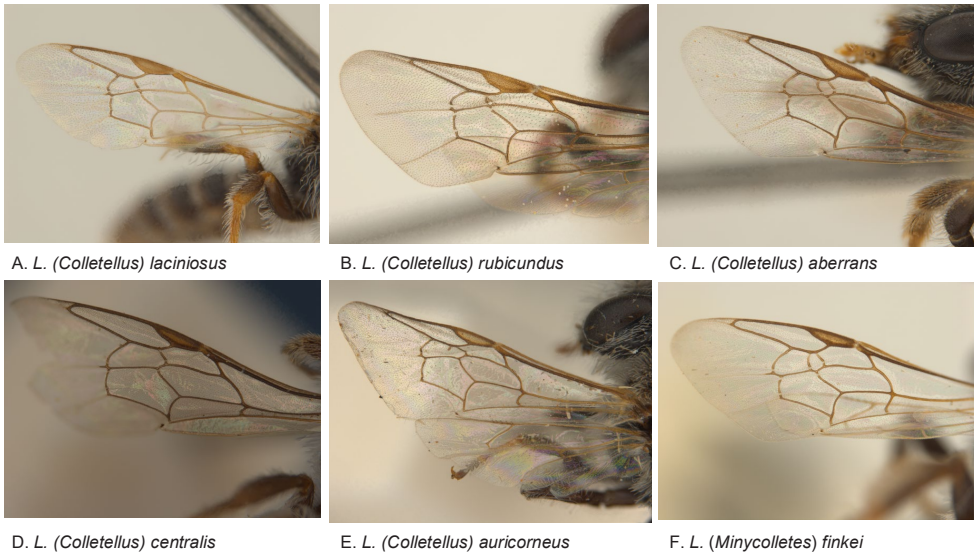 A. L. (Colletellus) laciniosus
B. L. (Colletellus) rubicundus
C. L. (Colletellus) aberrans
D. L. (Colletellus) centralis
E. L. (Colletellus) auricorneus
F. L. (Minycolletes) finkei